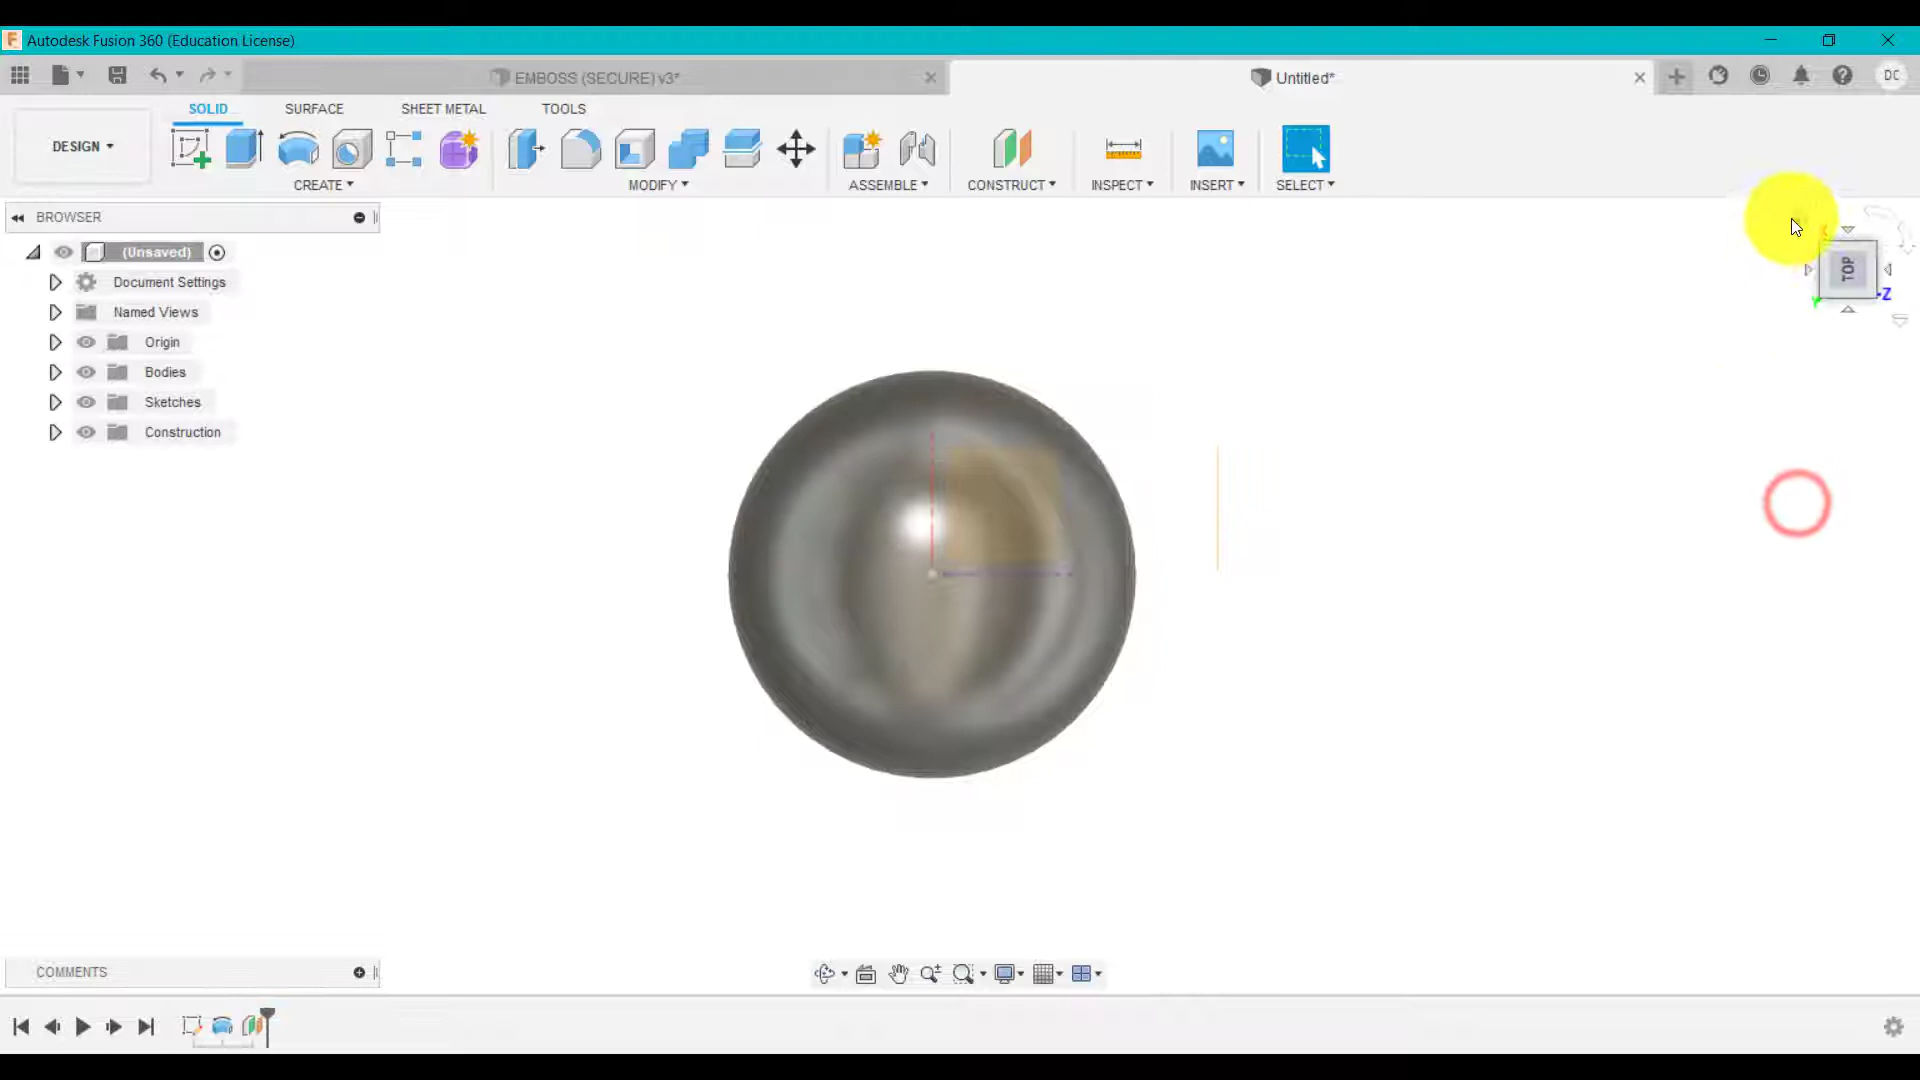 Autodesk Fusion 360 (Education License)
EMBOSS (SECURE) v3*
Untitled*
DC
SOLID
SURFACE
SHEET METAL
TOOLS
DESIGN
CREATE
MODIFY
ASSEMBLE
CONSTRUCT
INSPECT
INSERT
SELECT
BROWSER
(Unsaved)
Document Settings
Named Views
Origin
Bodies
Sketches
Construction
TOP
Z
COMMENTS